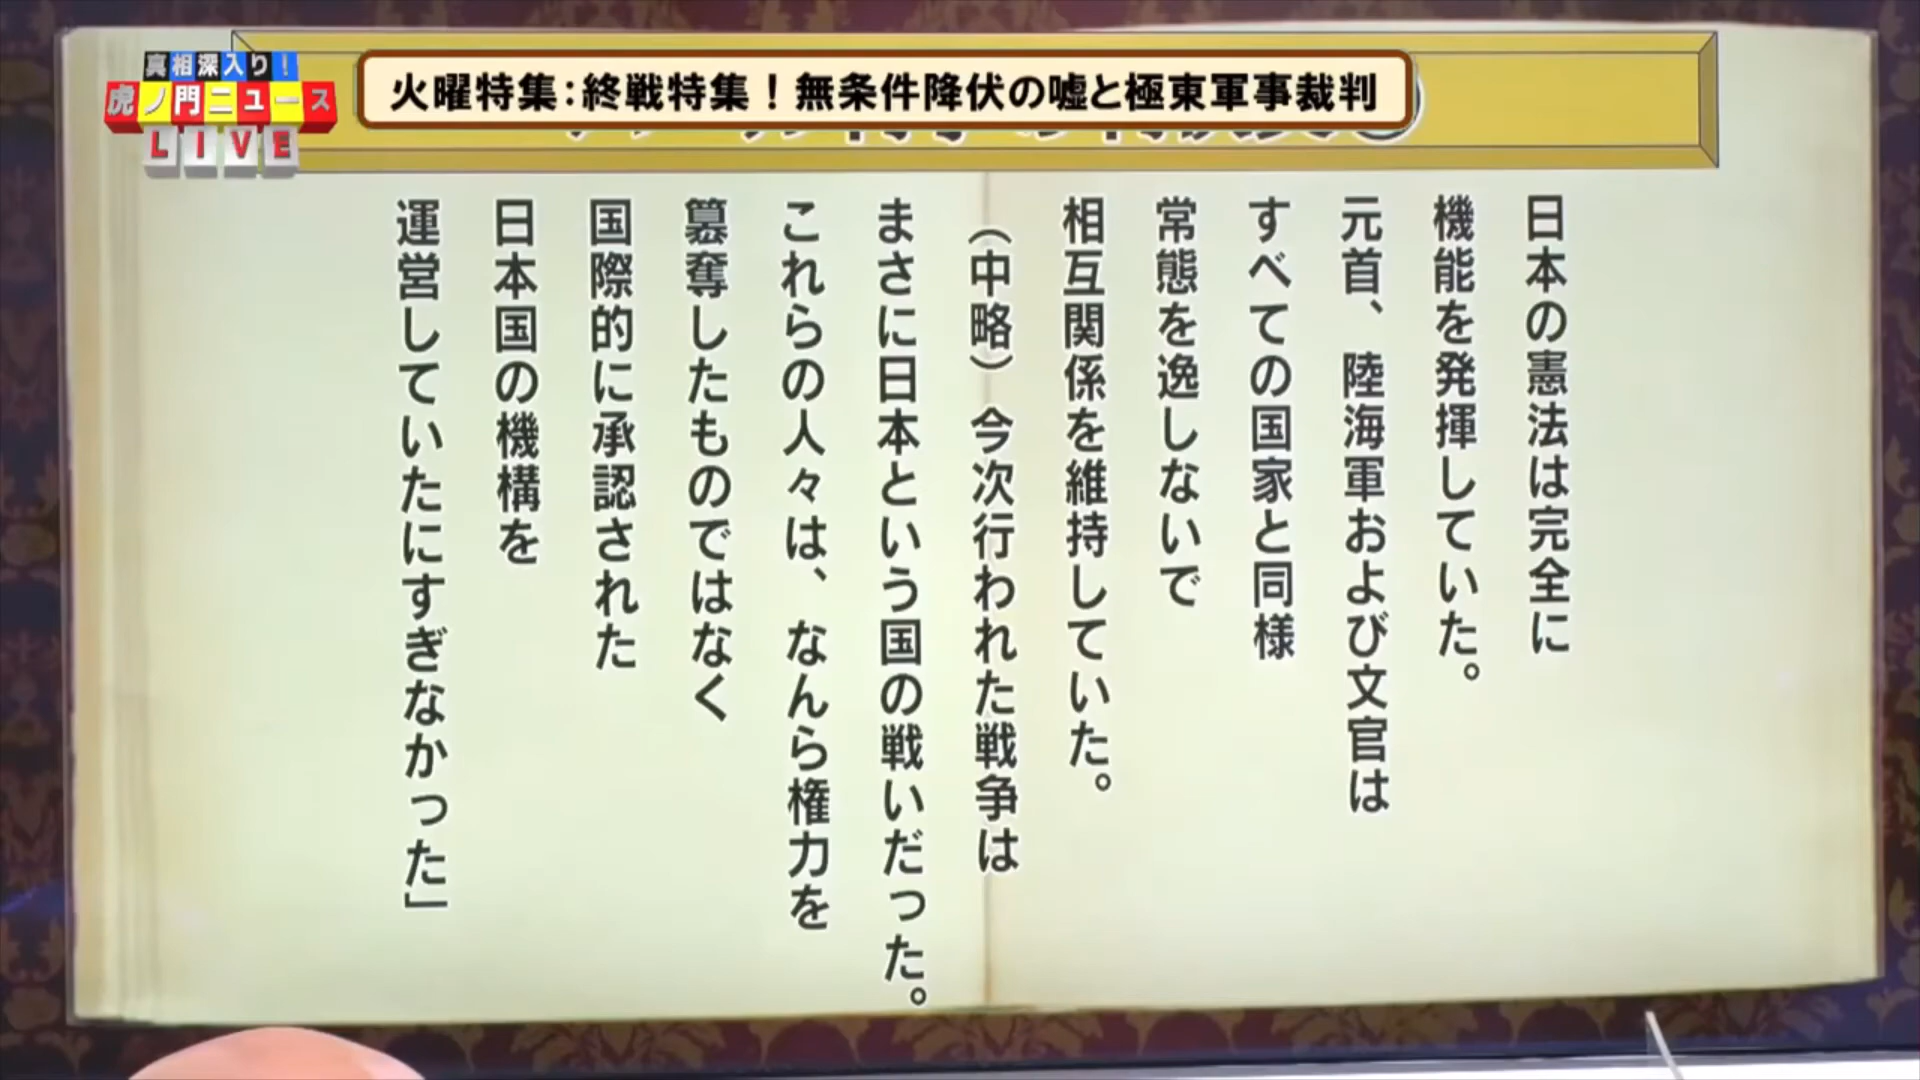 真相深入り！
虎ノ門ニュース
LIVE
火曜特集：終戦特集！無条件降伏の嘘と極東軍事裁判
日本の憲法は完全に
機能を発揮していた。
元首、陸海軍および文官は
すべての国家と同様
常態を逸しないで
相互関係を維持していた。
（中略）今次行われた戦争は
まさに日本という国の戦いだった。
これらの人々は、なんら権力を
簒奪したものではなく
国際的に承認された
日本国の機構を
運営していたにすぎなかった」